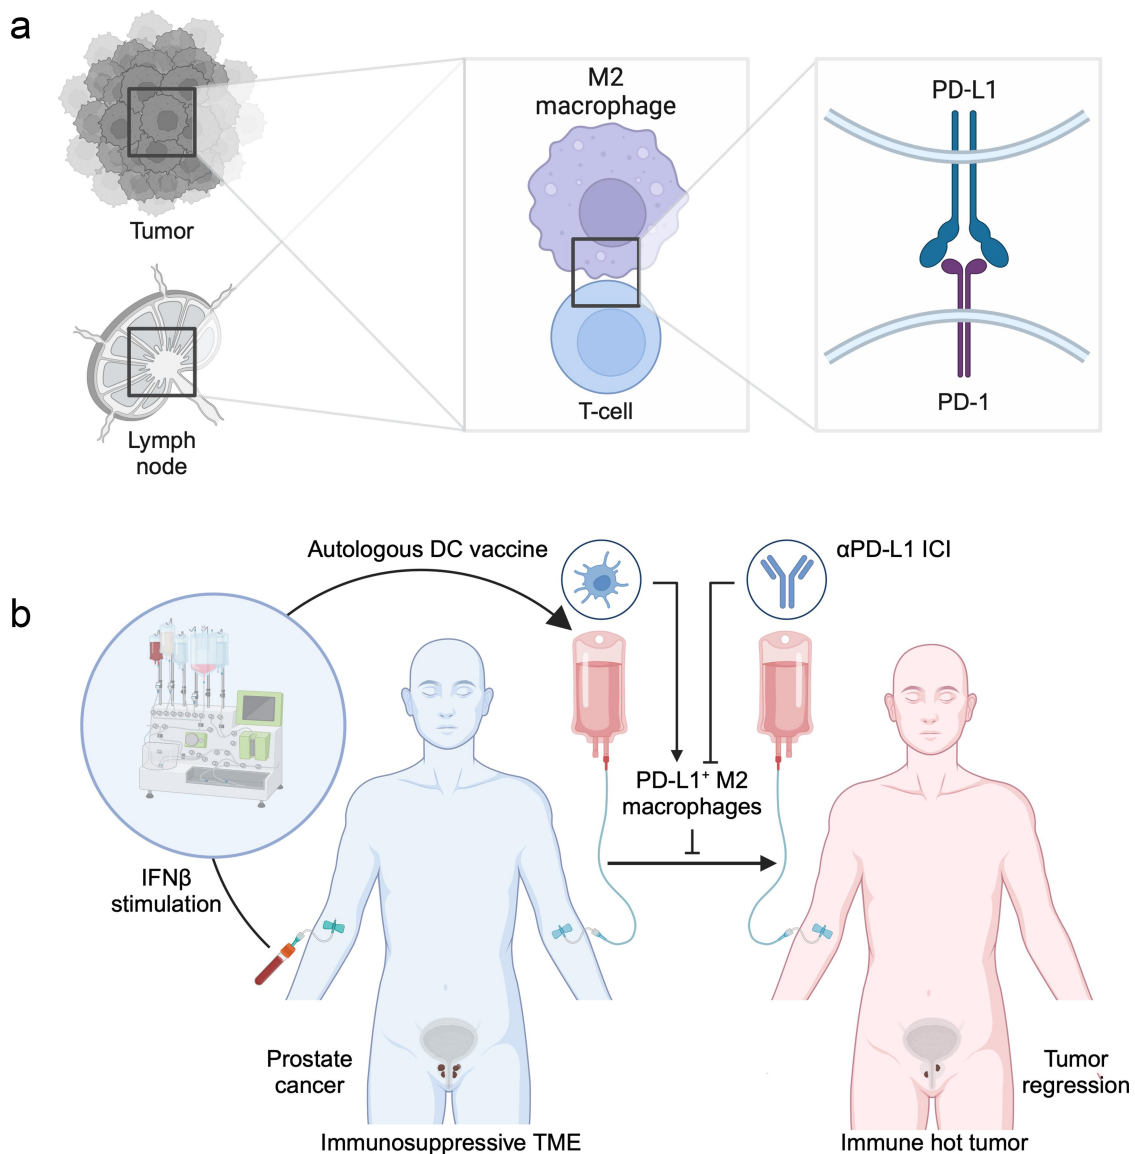 a
Tumor
Lymph
node
M2
macrophage
T-cell
PD-L1
PD-1
b
Autologous DC vaccine
αPD-L1 ICI
IFNβ
stimulation
PD-L1⁺ M2
macrophages
Prostate
cancer
Tumor
regression
Immunosuppressive TME
Immune hot tumor